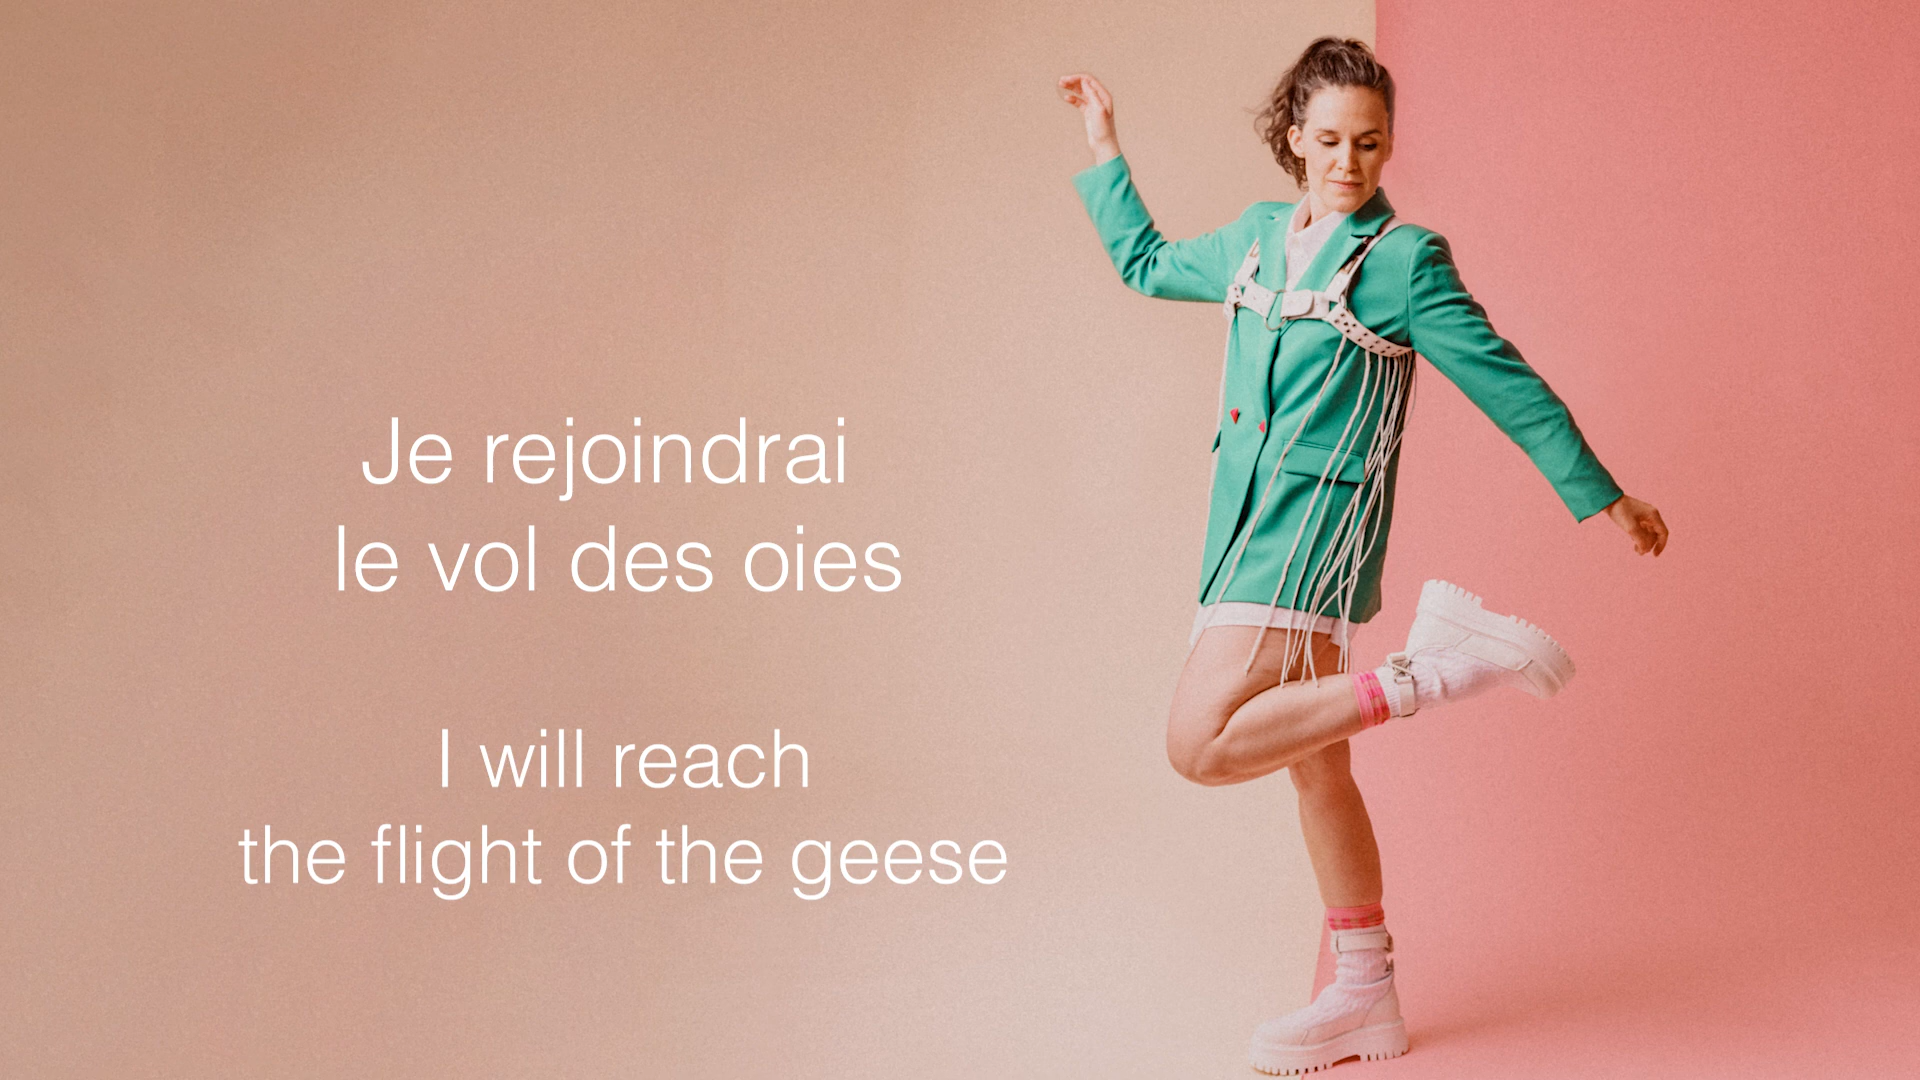 Je rejoindrai
le vol des oies
I will reach
the flight of the geese